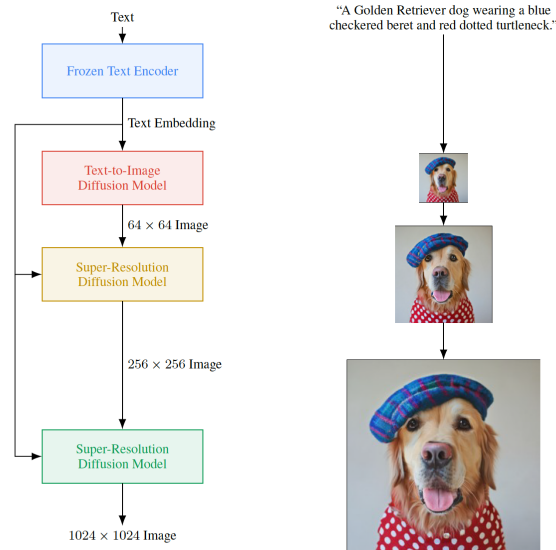 Text
Frozen Text Encoder
Text Embedding
Text-to-Image
Diffusion Model
64 × 64 Image
Super-Resolution
Diffusion Model
256 × 256 Image
Super-Resolution
Diffusion Model
1024 × 1024 Image
“A Golden Retriever dog wearing a blue
checkered beret and red dotted turtleneck.”